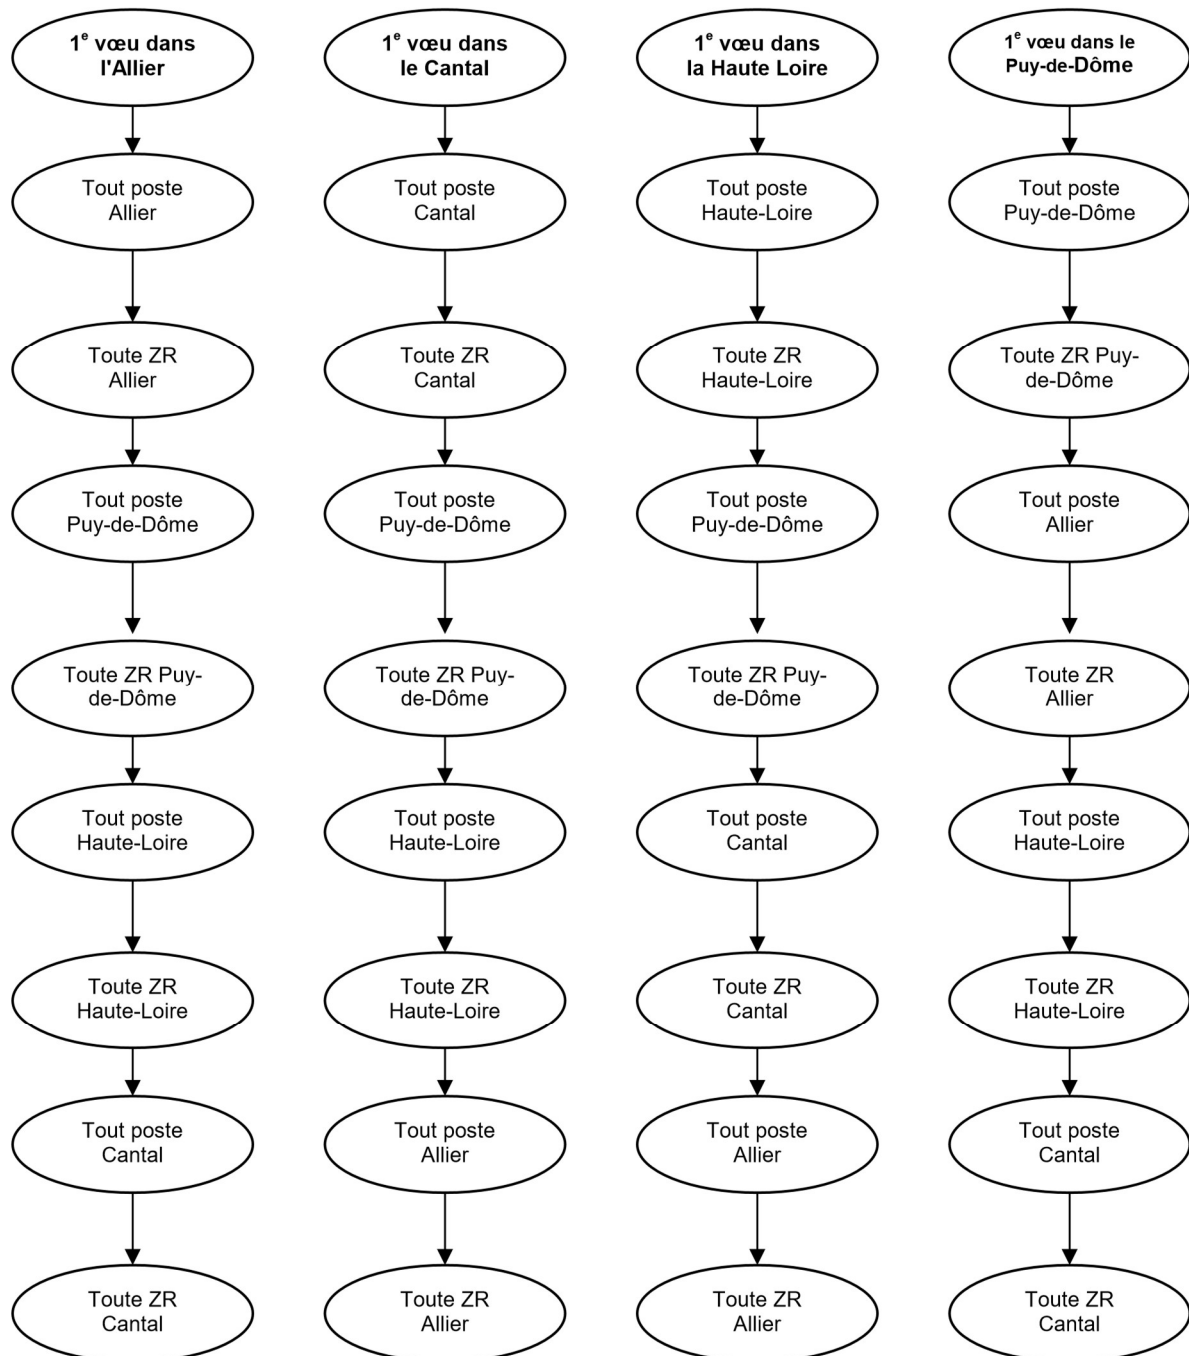 1e vœu dans
l'Allier
Tout poste
Allier
Toute ZR
Allier
Tout poste
Puy-de-Dôme
Toute ZR Puy-
de-Dôme
Tout poste
Haute-Loire
Toute ZR
Haute-Loire
Tout poste
Cantal
Toute ZR
Cantal
1e vœu dans
le Cantal
Tout poste
Cantal
Toute ZR
Cantal
Tout poste
Puy-de-Dôme
Toute ZR Puy-
de-Dôme
Tout poste
Haute-Loire
Toute ZR
Haute-Loire
Tout poste
Allier
Toute ZR
Allier
1e vœu dans
la Haute Loire
Tout poste
Haute-Loire
Toute ZR
Haute-Loire
Tout poste
Puy-de-Dôme
Toute ZR Puy-
de-Dôme
Tout poste
Cantal
Toute ZR
Cantal
Tout poste
Allier
Toute ZR
Allier
1e vœu dans le
Puy-de-Dôme
Tout poste
Puy-de-Dôme
Toute ZR Puy-
de-Dôme
Tout poste
Allier
Toute ZR
Allier
Tout poste
Haute-Loire
Toute ZR
Haute-Loire
Tout poste
Cantal
Toute ZR
Cantal